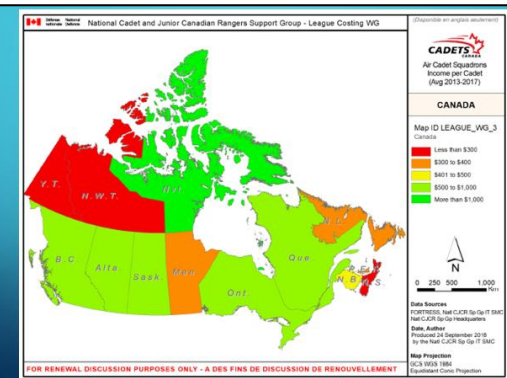 Défense nationale National Defence
National Cadet and Junior Canadian Rangers Support Group - League Costing WG
(Disponible en anglais seulement)
CADETS
CANADA
Air Cadet Squadrons
Income per Cadet
(Avg 2013-2017)
CANADA
Map ID LEAGUE_WG_3
Canada
Less than $300
$300 to $400
$401 to $500
$500 to $1,000
More than $1,000
Y.T.
N.W.T.
Nvt.
B.C
Alta.
Sask.
Man.
Ont.
Que.
N.L.
P.E.I.
N.B.
N.S.
N
0 250 500 1,000
Km
Data Sources
FORTRESS, Natl CJCR Sp Gp IT SMC
Natl CJCR Sp Gp Headquarters
Date, Author
Produced 24 September 2018
by the Natl CJCR Sp Gp IT SMC
Map Projection
GCS WGS 1984
Equidistant Conic Projection
FOR RENEWAL DISCUSSION PURPOSES ONLY - A DES FINS DE DISCUSSION DE RENOUVELLEMENT